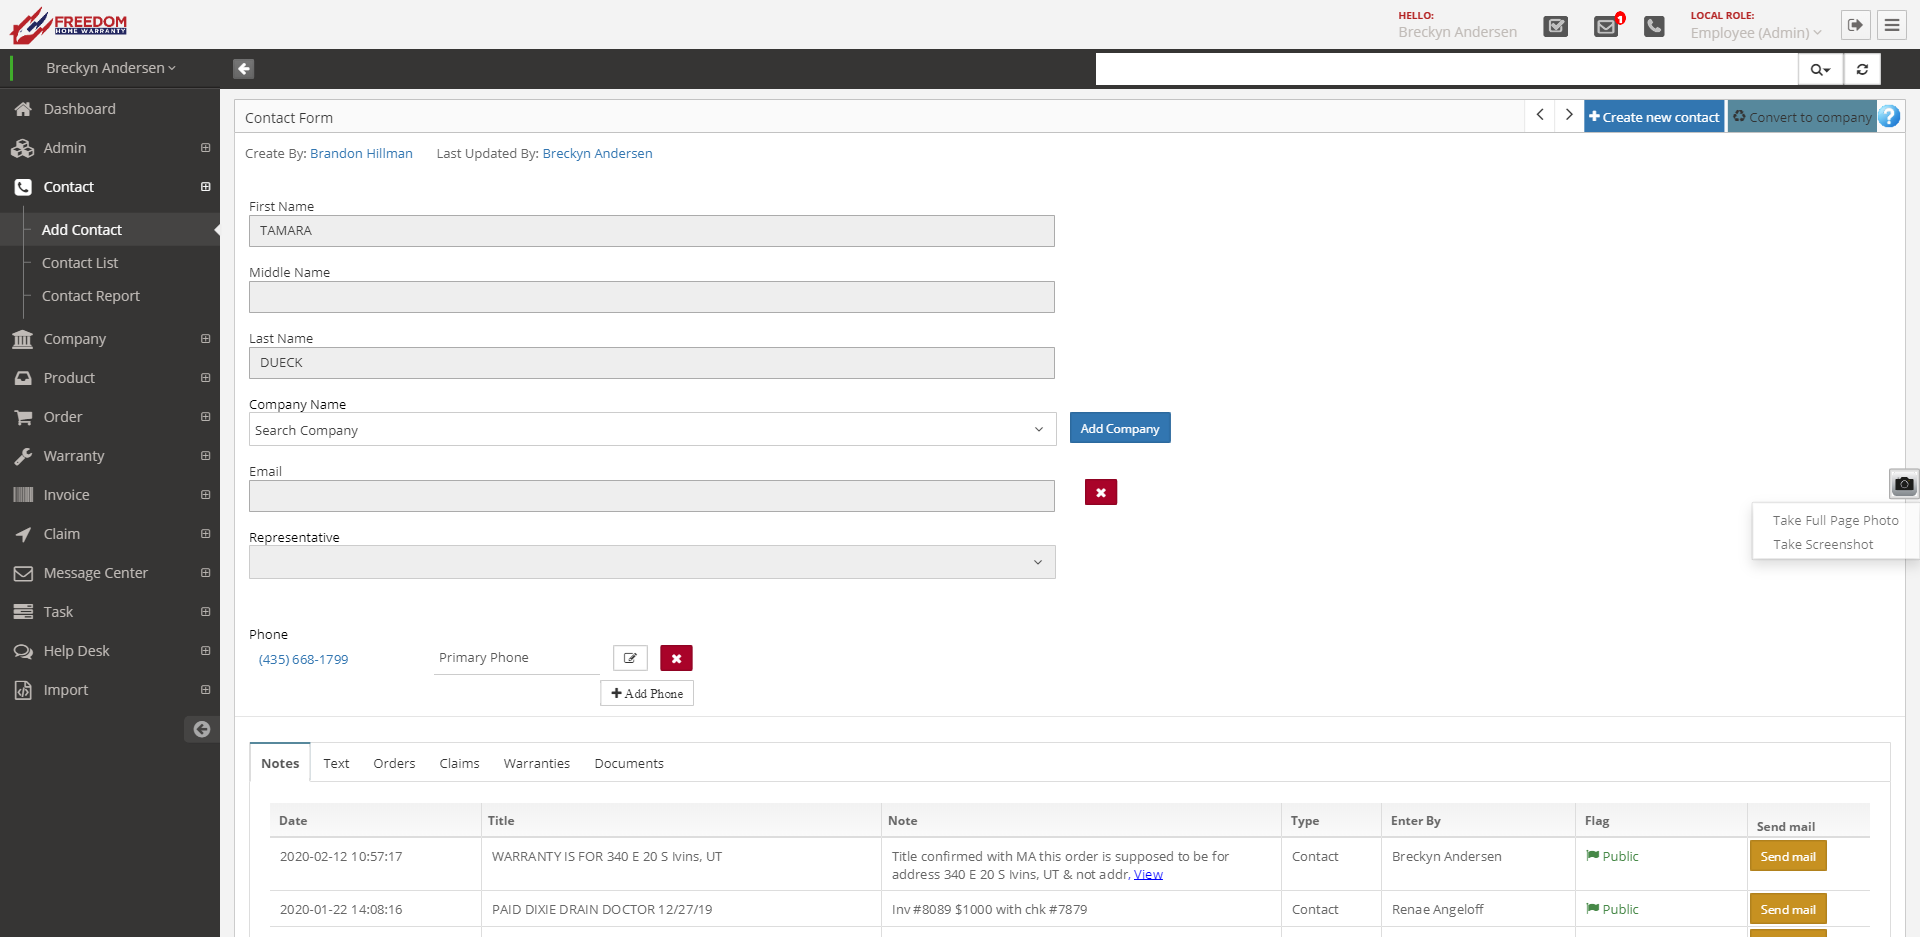 FREEDOM
HOME WARRANTY
HELLO:
Breckyn Andersen
1
LOCAL ROLE:
Employee (Admin)
Breckyn Andersen
Dashboard
Admin
Contact
Add Contact
Contact List
Contact Report
Company
Product
Order
Warranty
Invoice
Claim
Message Center
Task
Help Desk
Import
Contact Form
Create new contact
Convert to company
?
Create By: Brandon Hillman Last Updated By: Breckyn Andersen
First Name
TAMARA
Middle Name
Last Name
DUECK
Company Name
Search Company
Add Company
Email
Representative
Take Full Page Photo
Take Screenshot
Phone
(435) 668-1799 Primary Phone
Add Phone
Notes Text Orders Claims Warranties Documents
Date Title Note Type Enter By Flag Send mail
2020-02-12 10:57:17 WARRANTY IS FOR 340 E 20 S Ivins, UT Title confirmed with MA this order is supposed to be for Contact Breckyn Andersen Public Send mail
address 340 E 20 S Ivins, UT & not addr, View
2020-01-22 14:08:16 PAID DIXIE DRAIN DOCTOR 12/27/19 Inv #8089 $1000 with chk #7879 Contact Renae Angeloff Public Send mail